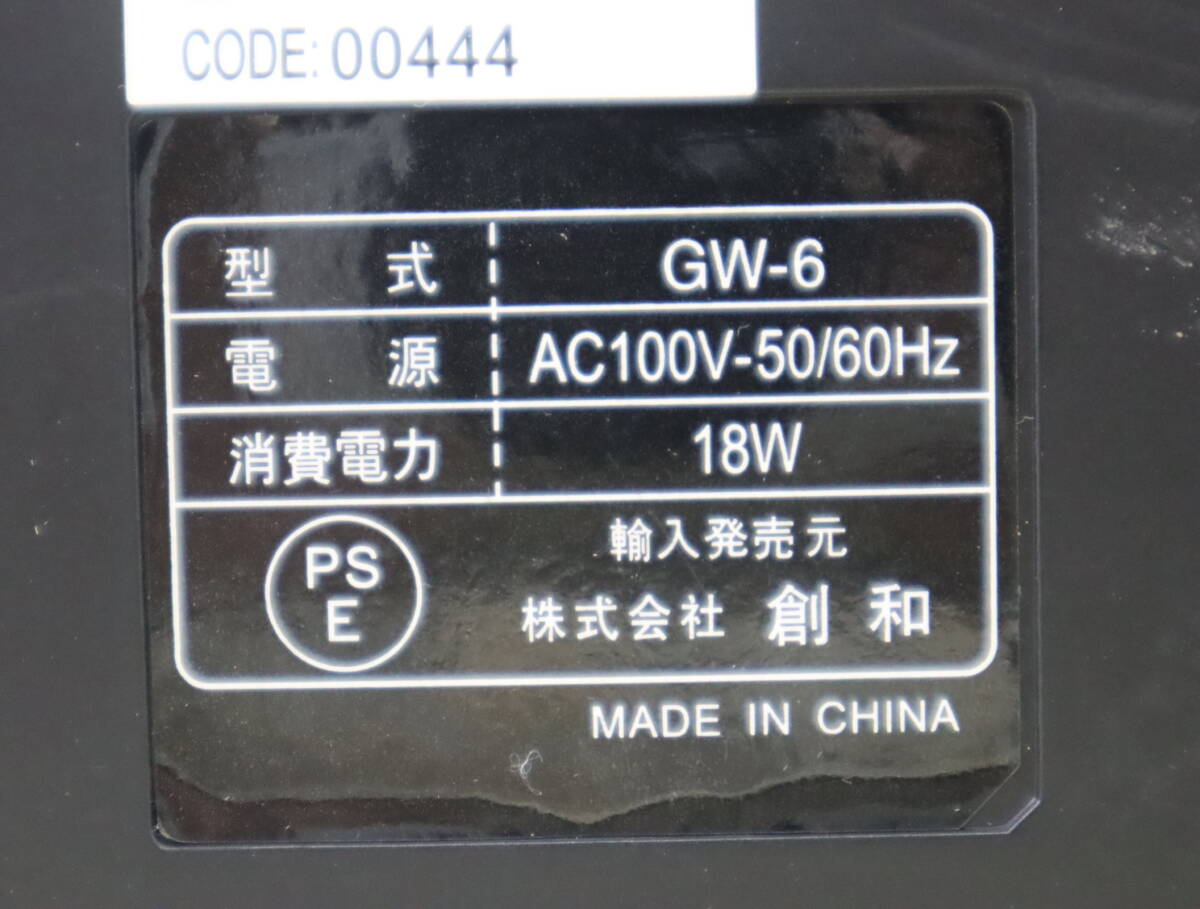 CODE: 00444
型式 GW-6
電源 AC100V-50/60Hz
消費電力 18W
PS
E
輸入発売元
株式会社 創和
MADE IN CHINA